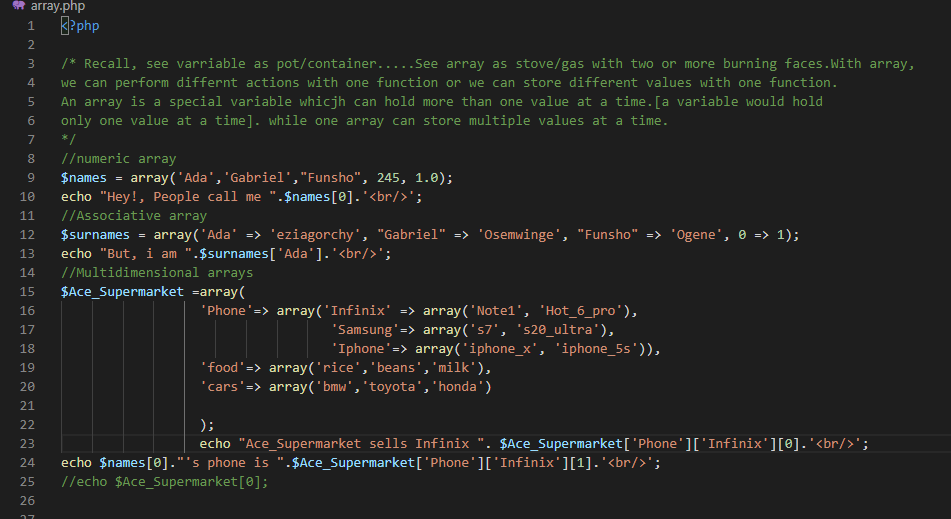 array.php
1 <?php
2
3 /* Recall, see varriable as pot/container.....See array as stove/gas with two or more burning faces.With array,
4 we can perform differnt actions with one function or we can store different values with one function.
5 An array is a special variable whicjh can hold more than one value at a time.[a variable would hold
6 only one value at a time]. while one array can store multiple values at a time.
7 */
8 //numeric array
9 $names = array('Ada','Gabriel',"Funsho", 245, 1.0);
10 echo "Hey!, People call me ".$names[0].'<br/>';
11 //Associative array
12 $surnames = array('Ada' => 'eziagorchy', "Gabriel" => 'Osemwinge', "Funsho" => 'Ogene', 0 => 1);
13 echo "But, i am ".$surnames['Ada'].'<br/>';
14 //Multidimensional arrays
15 $Ace_Supermarket =array(
16 'Phone'=> array('Infinix' => array('Note1', 'Hot_6_pro'),
17 'Samsung'=> array('s7', 's20_ultra'),
18 'Iphone'=> array('iphone_x', 'iphone_5s')),
19 'food'=> array('rice','beans','milk'),
20 'cars'=> array('bmw','toyota','honda')
21
22 );
23 echo "Ace_Supermarket sells Infinix ". $Ace_Supermarket['Phone']['Infinix'][0].'<br/>';
24 echo $names[0]."'s phone is ".$Ace_Supermarket['Phone']['Infinix'][1].'<br/>';
25 //echo $Ace_Supermarket[0];
26
27